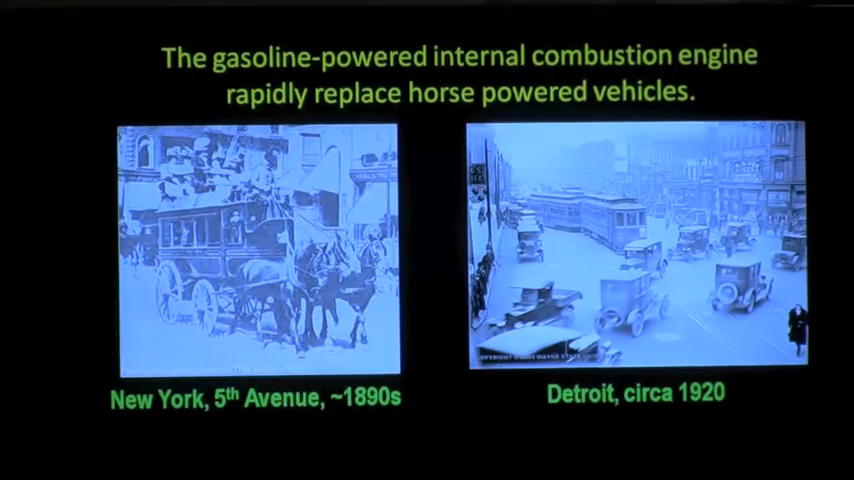 The gasoline-powered internal combustion engine
rapidly replace horse powered vehicles.
New York, 5th Avenue, ~1890s
Detroit, circa 1920